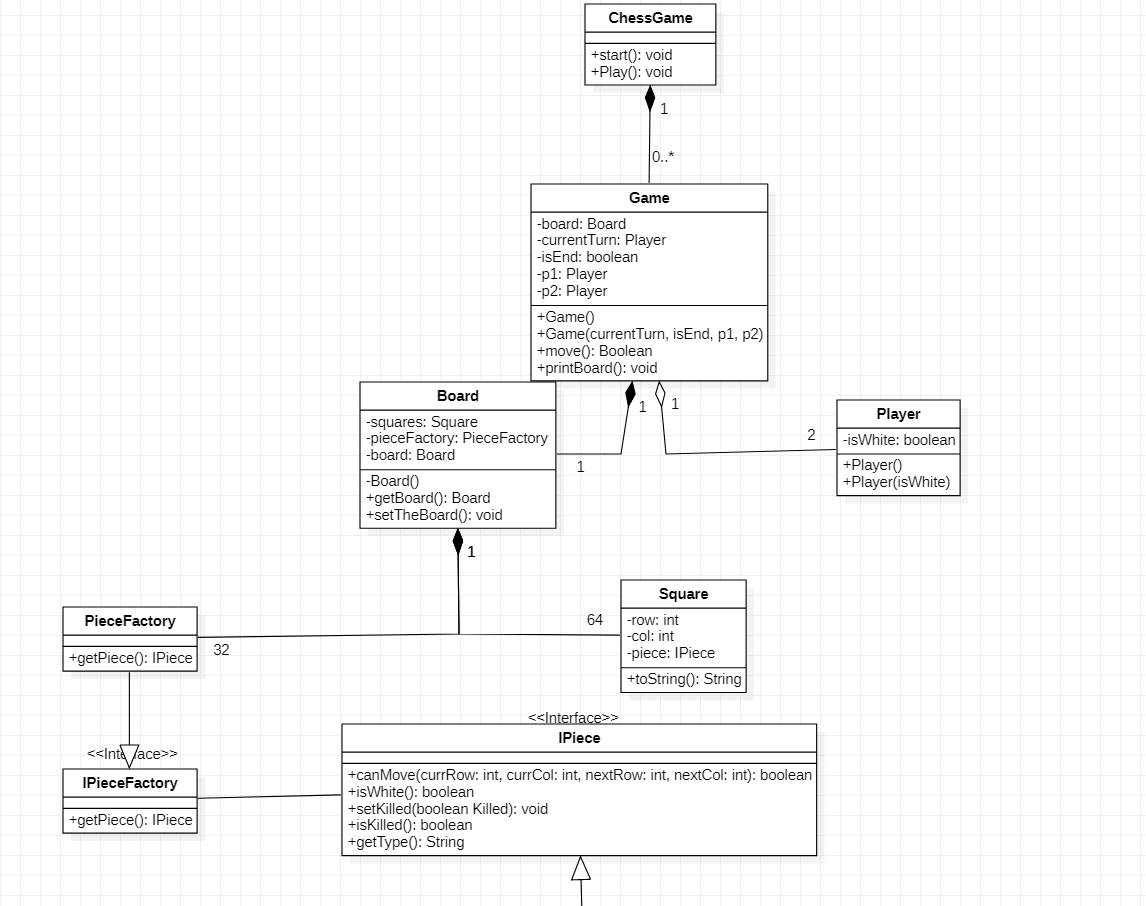 ChessGame
+start(): void
+Play(): void
1
0..*
Game
-board: Board
-currentTurn: Player
-isEnd: boolean
-p1: Player
-p2: Player
+Game()
+Game(currentTurn, isEnd, p1, p2)
+move(): Boolean
+printBoard(): void
1
1
Board
-squares: Square
-pieceFactory: PieceFactory
-board: Board
-Board()
+getBoard(): Board
+setTheBoard(): void
1
2
Player
-isWhite: boolean
+Player()
+Player(isWhite)
1
PieceFactory
+getPiece(): IPiece
32
64
Square
-row: int
-col: int
-piece: IPiece
+toString(): String
<<Interface>>
IPieceFactory
+getPiece(): IPiece
<<Interface>>
IPiece
+canMove(currRow: int, currCol: int, nextRow: int, nextCol: int): boolean
+isWhite(): boolean
+setKilled(boolean Killed): void
+isKilled(): boolean
+getType(): String